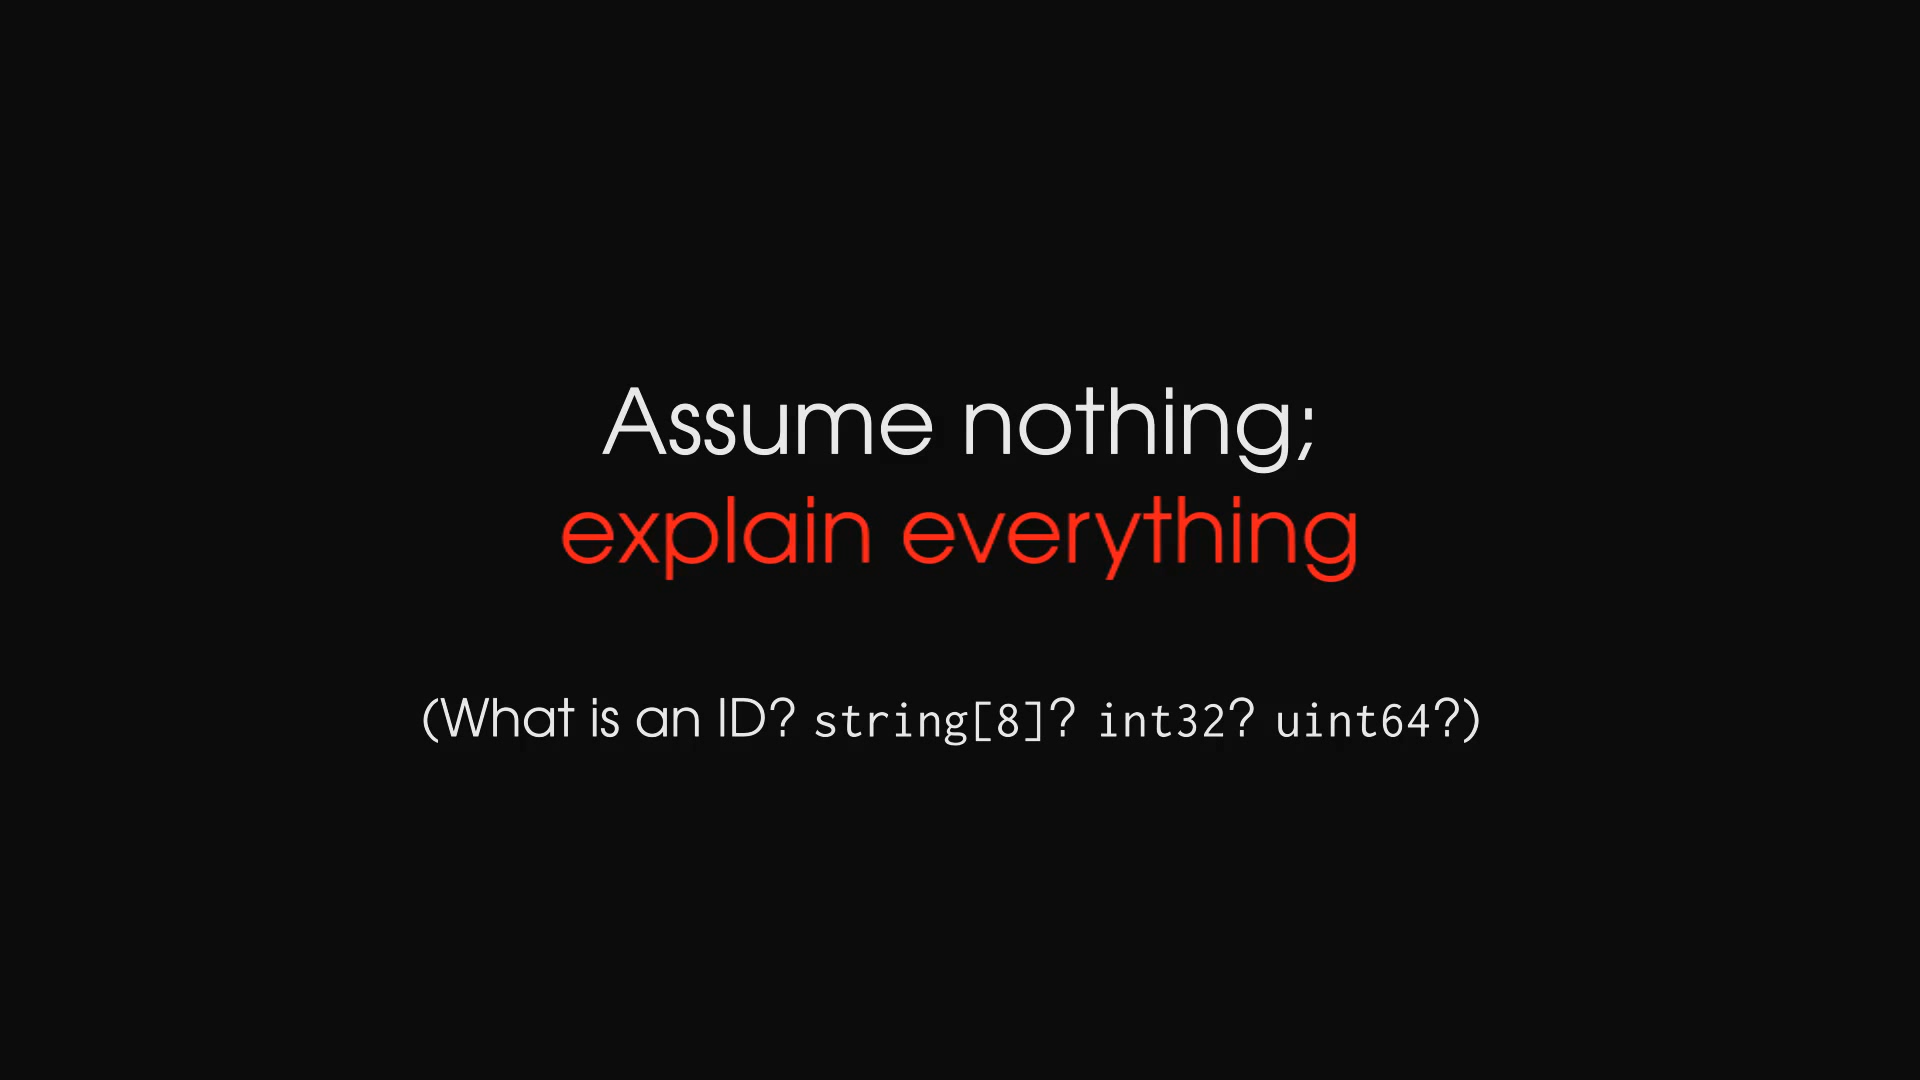 Assume nothing;
explain everything
(What is an ID? string[8]? int32? uint64?)